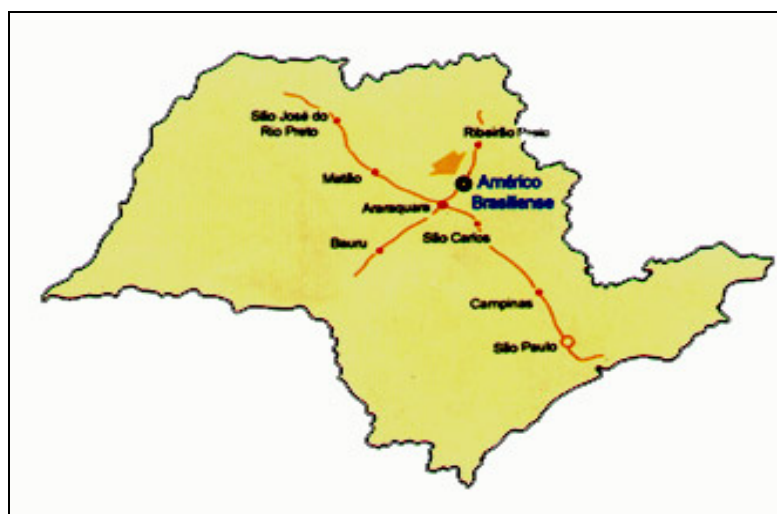 São José do
Rio Preto
Ribeirão Preto
Matão
Américo
Brasiliense
Araraquara
São Carlos
Bauru
Campinas
São Paulo